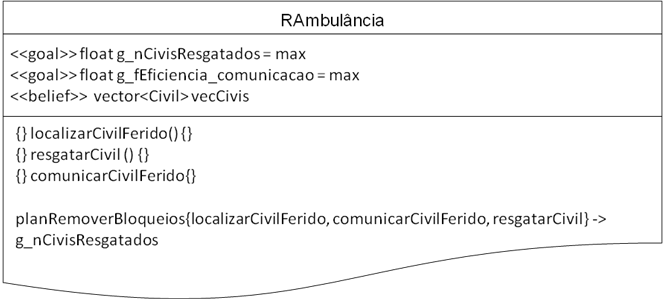 RAmbulância
<<goal>> float g_nCivisResgatados = max
<<goal>> float g_fEficiencia_comunicacao = max
<<belief>> vector<Civil> vecCivis
{} localizarCivilFerido() {}
{} resgatarCivil () {}
{} comunicarCivilFerido{}
planRemoverBloqueios{localizarCivilFerido, comunicarCivilFerido, resgatarCivil} ->
g_nCivisResgatados